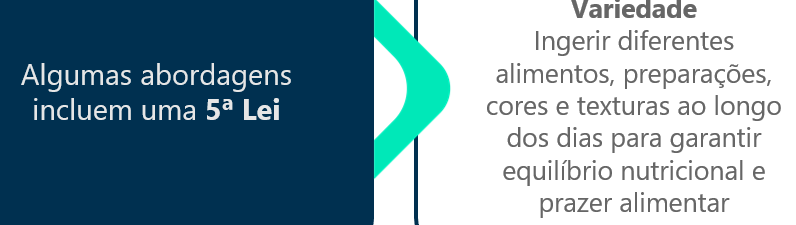 Algumas abordagens
incluem uma 5ª Lei
Variedade
Ingerir diferentes
alimentos, preparações,
cores e texturas ao longo
dos dias para garantir
equilíbrio nutricional e
prazer alimentar